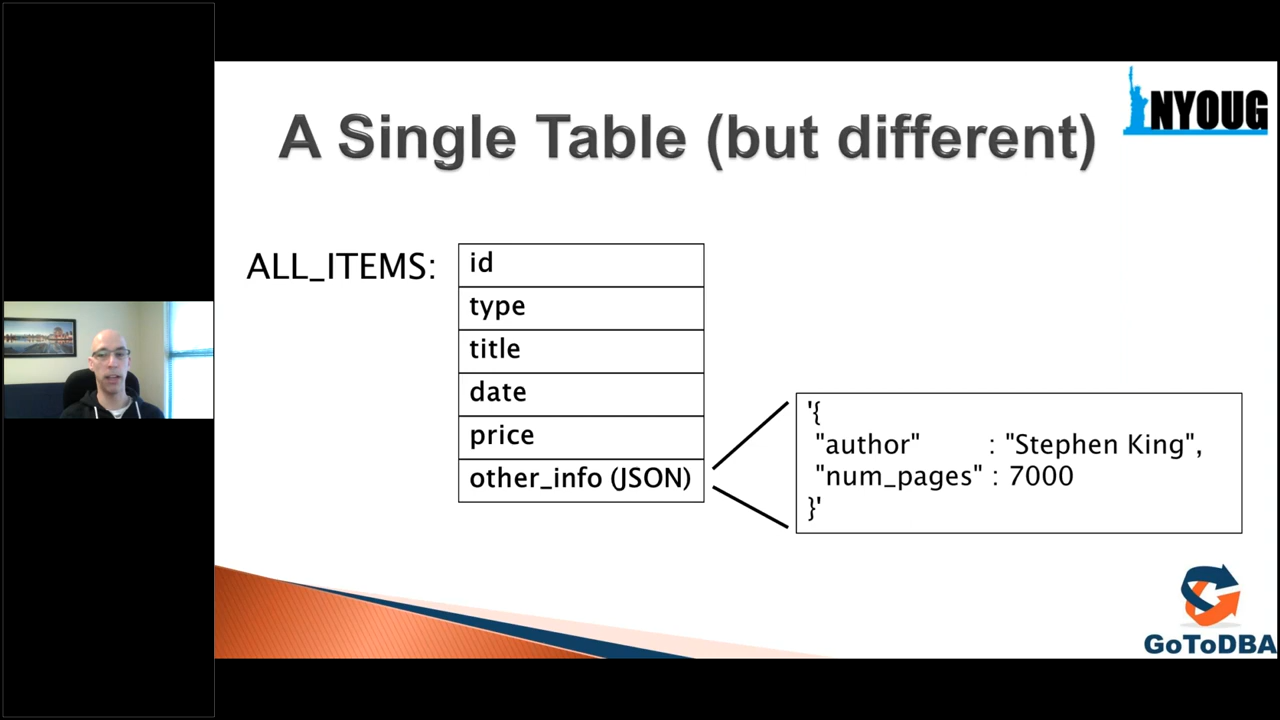 NYOUG
A Single Table (but different)
ALL_ITEMS:
id
type
title
date
price
other_info (JSON)
'{
"author" : "Stephen King",
"num_pages" : 7000
}'
GoToDBA